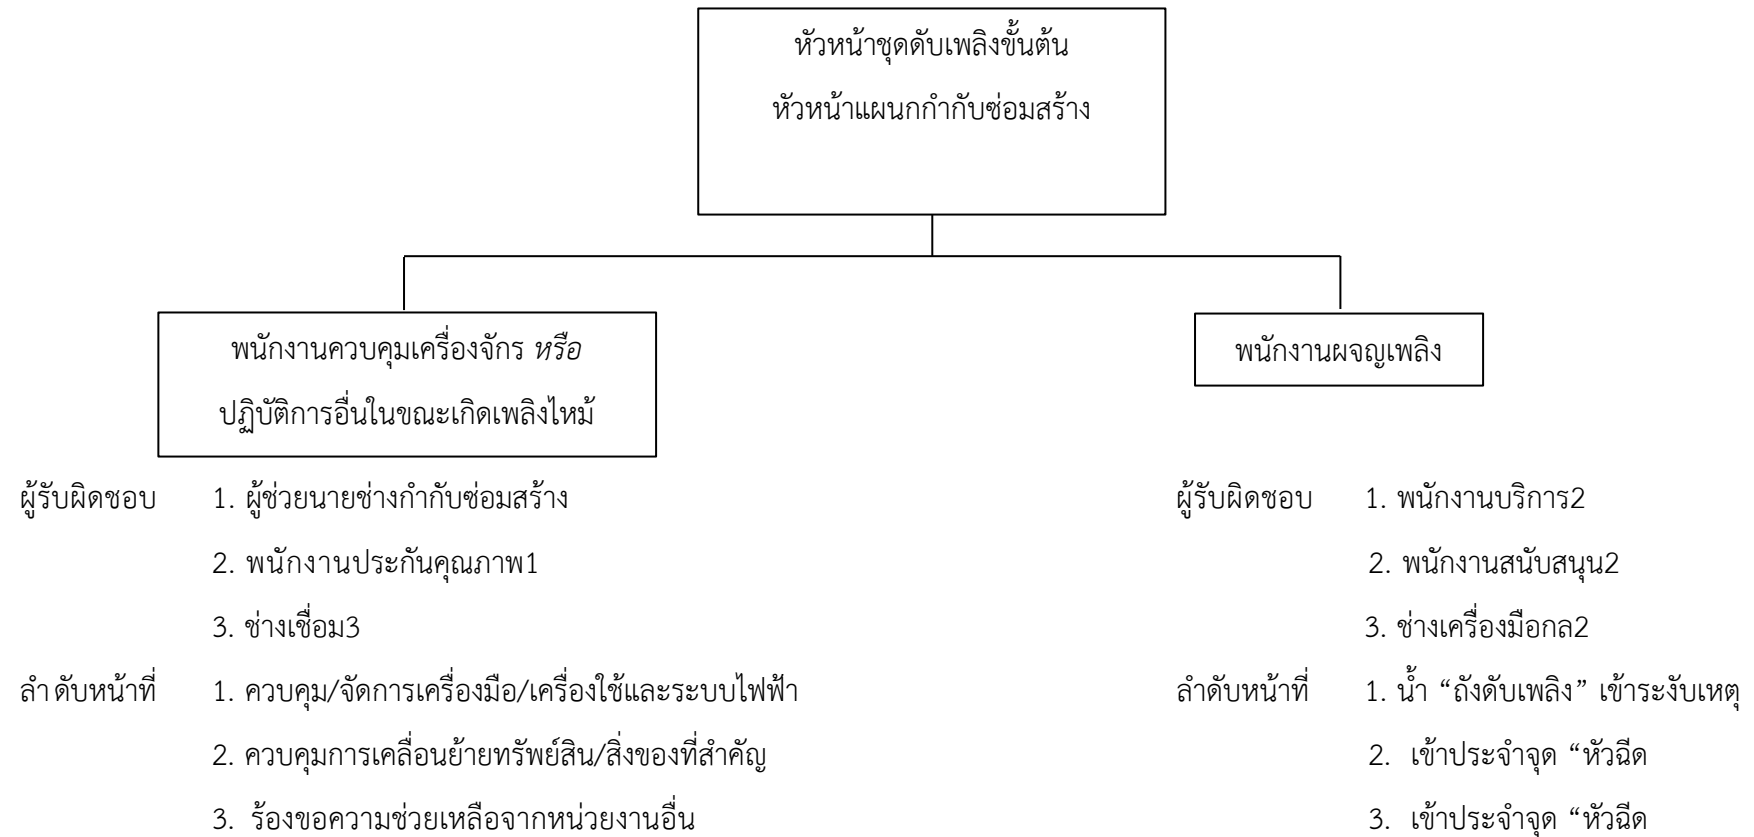 หัวหน้าชุดดับเพลิงขั้นต้น
หัวหน้าแผนกกำกับซ่อมสร้าง
พนักงานควบคุมเครื่องจักร หรือ
ปฏิบัติการอื่นในขณะเกิดเพลิงไหม้
ผู้รับผิดชอบ 1. ผู้ช่วยนายช่างกำกับซ่อมสร้าง
2. พนักงานประกันคุณภาพ1
3. ช่างเชื่อม3
ลำดับหน้าที่ 1. ควบคุม/จัดการเครื่องมือ/เครื่องใช้และระบบไฟฟ้า
2. ควบคุมการเคลื่อนย้ายทรัพย์สิน/สิ่งของที่สำคัญ
3. ร้องขอความช่วยเหลือจากหน่วยงานอื่น
พนักงานผจญเพลิง
ผู้รับผิดชอบ 1. พนักงานบริการ2
2. พนักงานสนับสนุน2
3. ช่างเครื่องมือกล2
ลำดับหน้าที่ 1. น้ำ “ถังดับเพลิง” เข้าระงับเหตุ
2. เข้าประจำจุด “หัวฉีด
3. เข้าประจำจุด “หัวฉีด